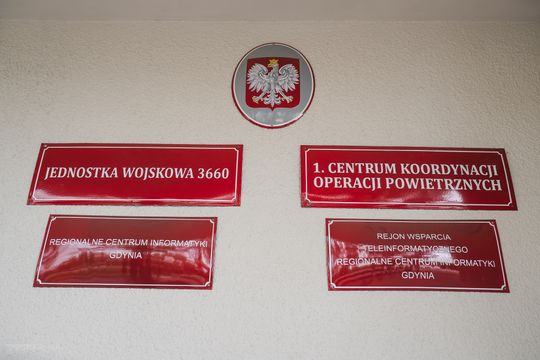 JEDNOSTKA WOJSKOWA 3660
1. CENTRUM KOORDYNACJI
OPERACJI POWIETRZNYCH
REGIONALNE CENTRUM INFORMATYKI
GDYNIA
REJON WSPARCIA
TELEINFORMATYCZNEGO
REGIONALNE CENTRUM INFORMATYKI
GDYNIA